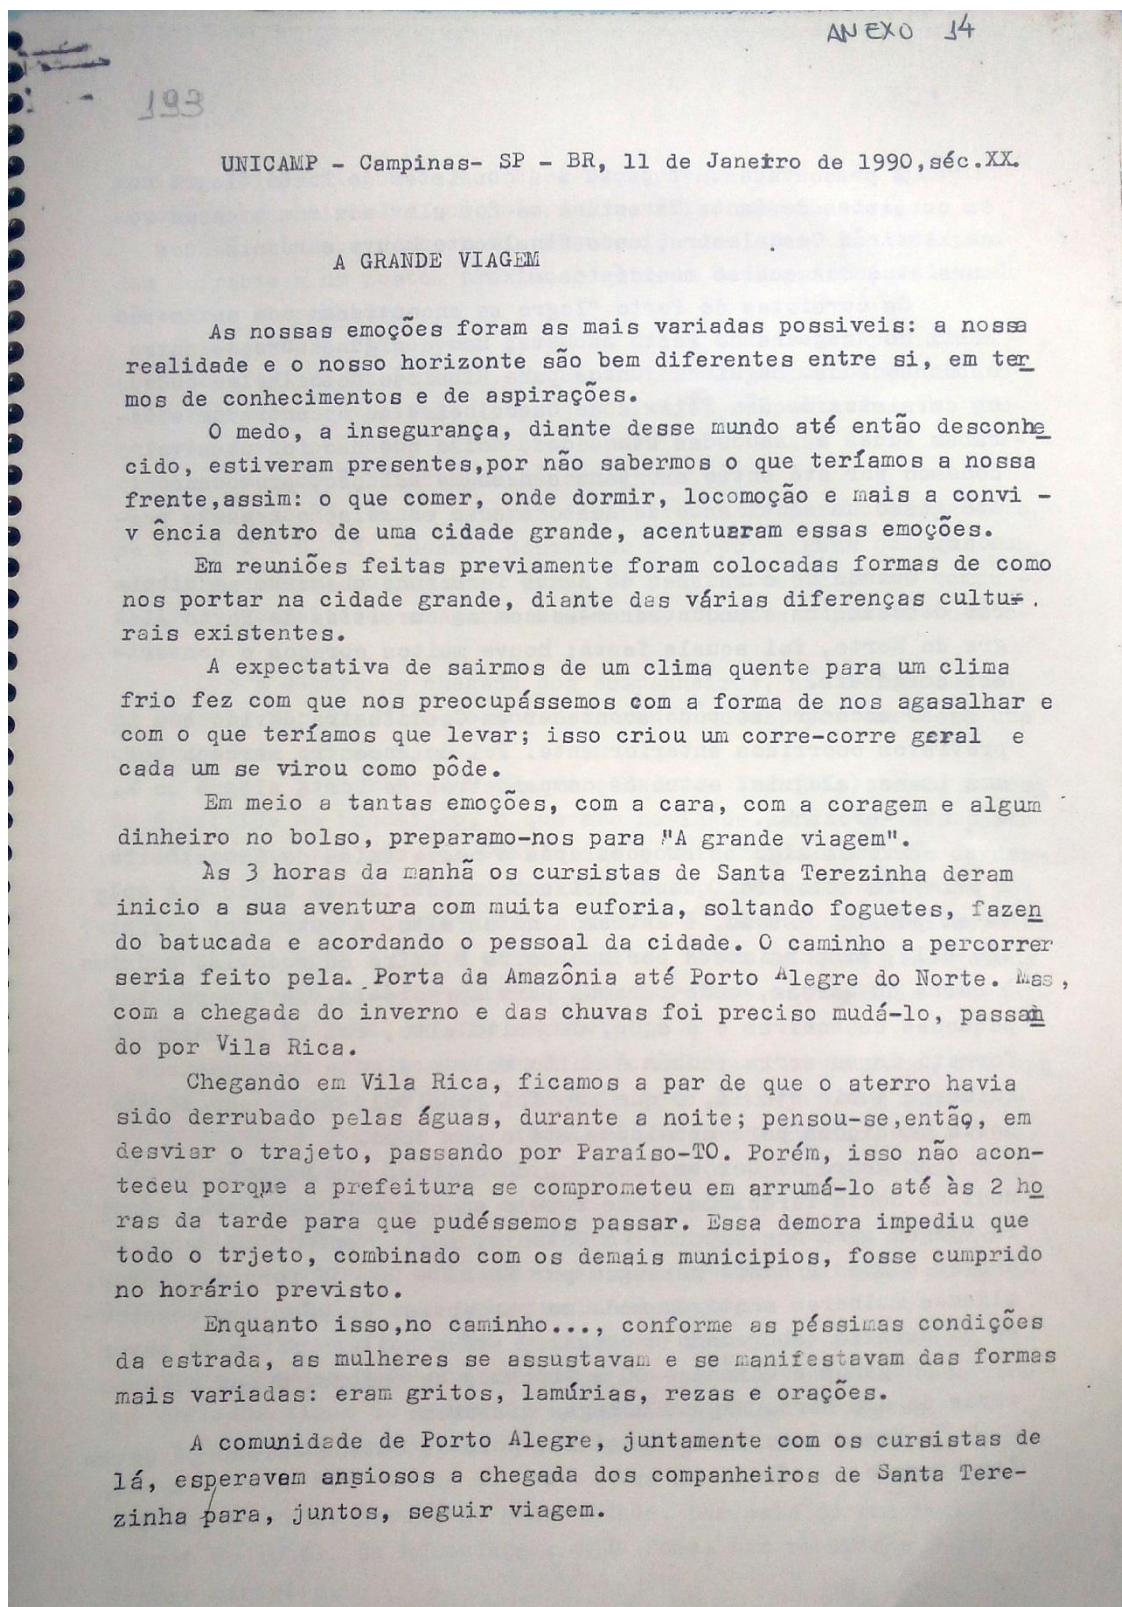 ANEXO 14
193
UNICAMP - Campinas- SP - BR, 11 de Janeiro de 1990,séc.XX.
A GRANDE VIAGEM
As nossas emoções foram as mais variadas possiveis: a nossa
realidade e o nosso horizonte são bem diferentes entre si, em ter
mos de conhecimentos e de aspirações.
O medo, a insegurança, diante desse mundo até então desconhe
cido, estiveram presentes,por não sabermos o que teríamos a nossa
frente,assim: o que comer, onde dormir, locomoção e mais a convi -
v ência dentro de uma cidade grande, acentuaram essas emoções.
Em reuniões feitas previamente foram colocadas formas de como
nos portar na cidade grande, diante das várias diferenças cultu-.
rais existentes.
A expectativa de sairmos de um clima quente para um clima
frio fez com que nos preocupássemos com a forma de nos agasalhar e
com o que teríamos que levar; isso criou um corre-corre geral e
cada um se virou como pôde.
Em meio a tantas emoções, com a cara, com a coragem e algum
dinheiro no bolso, preparamo-nos para "A grande viagem".
Às 3 horas da manhã os cursistas de Santa Terezinha deram
inicio a sua aventura com muita euforia, soltando foguetes, fazen
do batucada e acordando o pessoal da cidade. O caminho a percorrer
seria feito pela. Porta da Amazônia até Porto Alegre do Norte. Mas,
com a chegada do inverno e das chuvas foi preciso mudá-lo, passan
do por Vila Rica.
Chegando em Vila Rica, ficamos a par de que o aterro havia
sido derrubado pelas águas, durante a noite; pensou-se,então, em
desviar o trajeto, passando por Paraíso-TO. Porém, isso não acon-
teceu porque a prefeitura se comprometeu em arrumá-lo até às 2 ho
ras da tarde para que pudéssemos passar. Essa demora impediu que
todo o trjeto, combinado com os demais municipios, fosse cumprido
no horário previsto.
Enquanto isso,no caminho..., conforme as péssimas condições
da estrada, as mulheres se assustavam e se manifestavam das formas
mais variadas: eram gritos, lamúrias, rezas e orações.
A comunidade de Porto Alegre, juntamente com os cursistas de
lá, esperavam ansiosos a chegada dos companheiros de Santa Tere-
zinha para, juntos, seguir viagem.